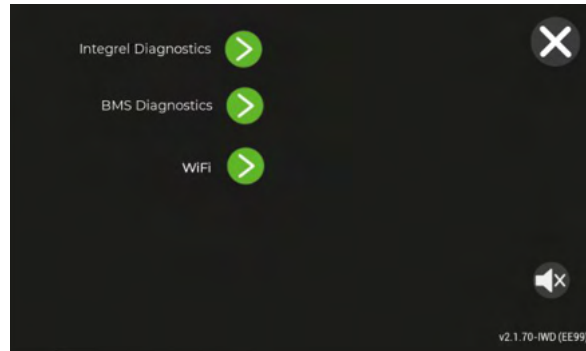 Integrel Diagnostics
BMS Diagnostics
WiFi
v2.1.70-IWD (EE99)